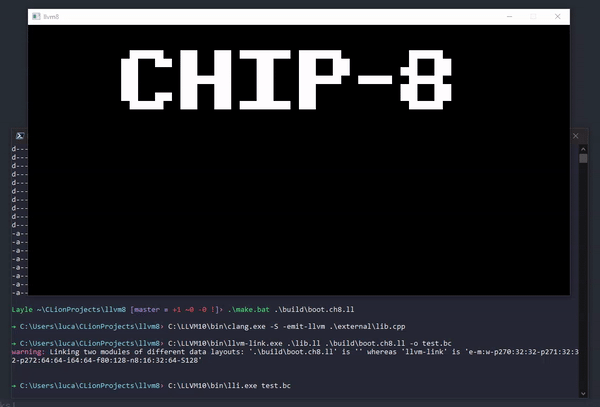 llvm8
CHIP-8
d---
d---
d---
d---
d---
d---
d---
d---
d---
d---
-a--
-a--
-a--
-a--
-a--
-a--
-a--
Layle ~\CLionProjects\llvm8 [master ≡ +1 ~0 -0 !]› .\make.bat .\build\boot.ch8.ll
→ C:\Users\luca\CLionProjects\llvm8› C:\LLVM10\bin\clang.exe -S -emit-llvm .\external\lib.cpp
→ C:\Users\luca\CLionProjects\llvm8› C:\LLVM10\bin\llvm-link.exe .\lib.ll .\build\boot.ch8.ll -o test.bc
warning: Linking two modules of different data layouts: '.\build\boot.ch8.ll' is '' whereas 'llvm-link' is 'e-m:w-p270:32:32-p271:32:3
2-p272:64:64-i64:64-f80:128-n8:16:32:64-S128'
→ C:\Users\luca\CLionProjects\llvm8› C:\LLVM10\bin\lli.exe test.bc